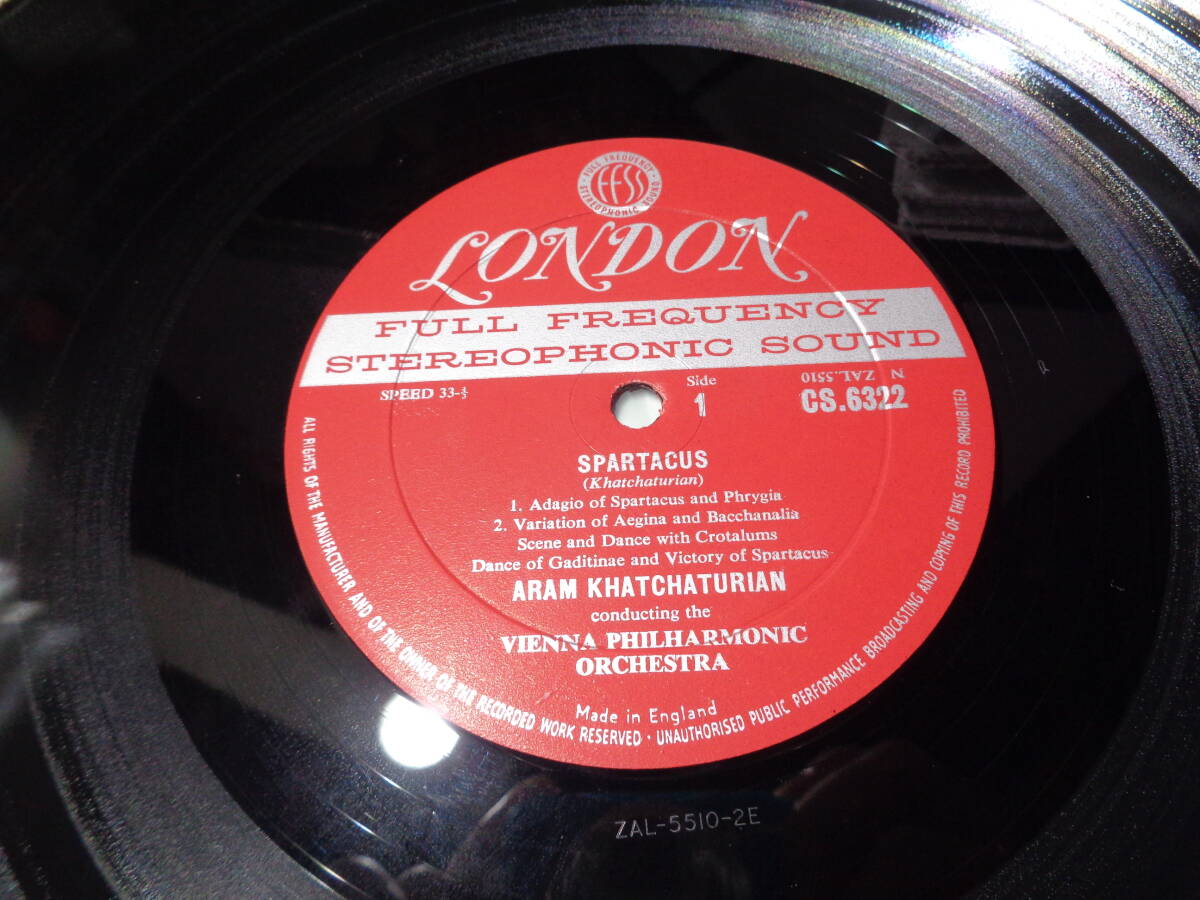 FULL FREQUENCY
FFSS
STEREOPHONIC SOUND
LONDON
FULL FREQUENCY
STEREOPHONIC SOUND
SPEED 33-⅓
Side
1
N ZAL.5510
CS.6322
SPARTACUS
(Khatchaturian)
1. Adagio of Spartacus and Phrygia
2. Variation of Aegina and Bacchanalia
Scene and Dance with Crotalums
Dance of Gaditinae and Victory of Spartacus
ARAM KHATCHATURIAN
conducting the
VIENNA PHILHARMONIC
ORCHESTRA
Made in England
ALL RIGHTS OF THE MANUFACTURER AND OF THE OWNER OF THE RECORDED WORK RESERVED · UNAUTHORISED PUBLIC PERFORMANCE BROADCASTING AND COPYING OF THIS RECORD PROHIBITED
ZAL-5510-2E
R